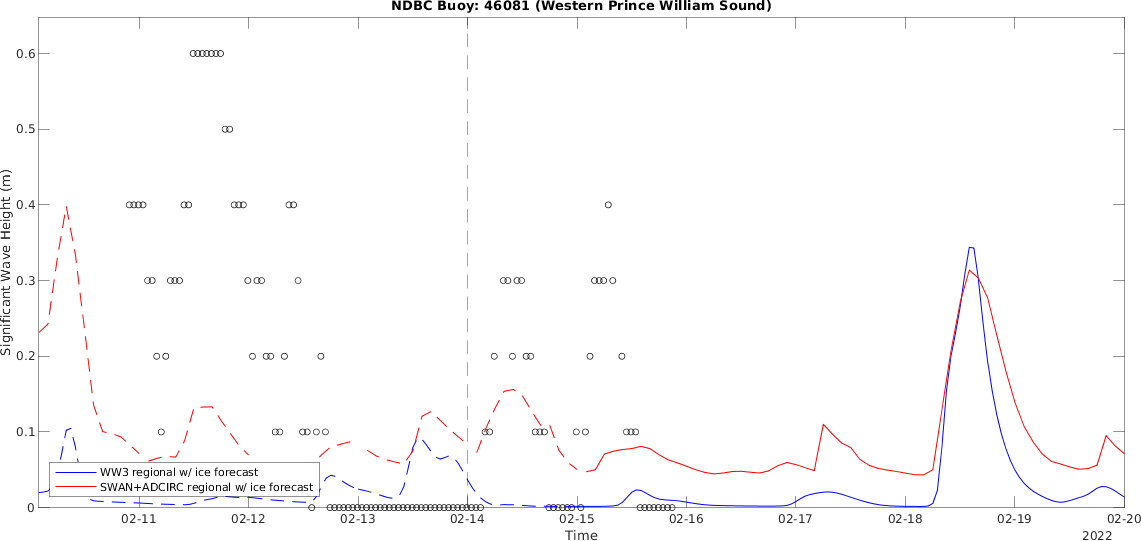 NDBC Buoy: 46081 (Western Prince William Sound)
Significant Wave Height (m)
0.6
0.5
0.4
0.3
0.2
0.1
0
WW3 regional w/ ice forecast
SWAN+ADCIRC regional w/ ice forecast
02-11 02-12 02-13 02-14 02-15 02-16 02-17 02-18 02-19 02-20
Time
2022